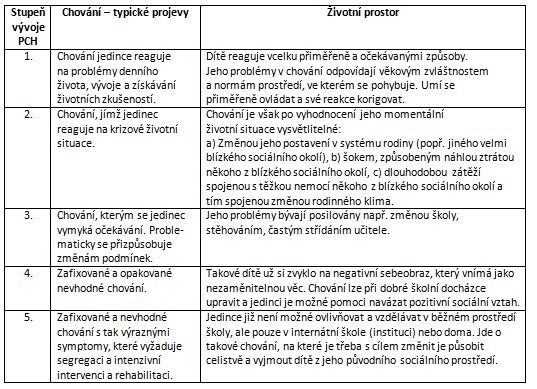 Stupeň vývoje PCH | Chování – typické projevy | Životní prostor
1.
Chování jedince reaguje
na problémy denního
života, vývoje a získávání
životních zkušeností.
Dítě reaguje vcelku přiměřeně a očekávanými způsoby.
Jeho problémy v chování odpovídají věkovým zvláštnostem
a normám prostředí, ve kterém se pohybuje. Umí se
přiměřeně ovládat a své reakce korigovat.
2.
Chování, jímž jedinec
reaguje na krizové životní
situace.
Chování je však po vyhodnocení jeho momentální
životní situace vysvětlitelné:
a) Změnou jeho postavení v systému rodiny (popř. jiného velmi
blízkého sociálního okolí), b) šokem, způsobeným náhlou ztrátou
někoho z blízkého sociálního okolí, c) dlouhodobou zátěží
spojenou s těžkou nemocí někoho z blízkého sociálního okolí a
tím spojenou změnou rodinného klima.
3.
Chování, kterým se jedinec
vymyká očekávání. Proble-
maticky se přizpůsobuje
změnám podmínek.
Jeho problémy bývají posilovány např. změnou školy,
stěhováním, častým střídáním učitele.
4.
Zafixované a opakované
nevhodné chování.
Takové dítě už si zvyklo na negativní sebeobraz, který vnímá jako
nezaměnitelnou věc. Chování lze při dobré školní docházce
upravit a jedinci je možné pomoci navázat pozitivní sociální vztah.
5.
Zafixované a nevhodné
chování s tak výraznými
symptomy, které vyžaduje
segregaci a intenzivní
intervenci a rehabilitaci.
Jedince již není možné ovlivňovat a vzdělávat v běžném prostředí
školy, ale pouze v internátní škole (instituci) nebo doma. Jde o
takové chování, na které je třeba s cílem změnit je působit
celistvě a vyjmout dítě z jeho původního sociálního prostředí.